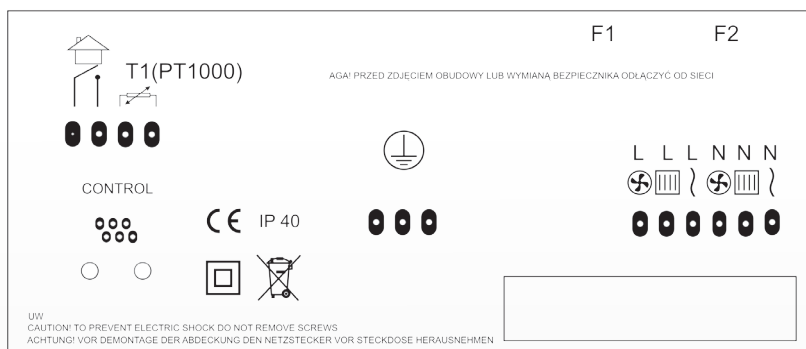 F1 F2
T1(PT1000)
AGA! PRZED ZDJĘCIEM OBUDOWY LUB WYMIANĄ BEZPIECZNIKA ODŁĄCZYĆ OD SIECI
L L L N N N
CONTROL
CE IP 40
UW
CAUTION! TO PREVENT ELECTRIC SHOCK DO NOT REMOVE SCREWS
ACHTUNG! VOR DEMONTAGE DER ABDECKUNG DEN NETZSTECKER VOR STECKDOSE HERAUSNEHMEN